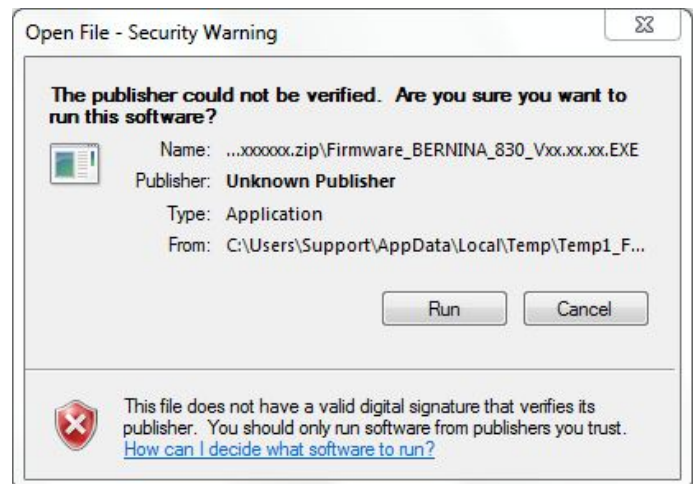 Open File - Security Warning
The publisher could not be verified. Are you sure you want to
run this software?
Name: ...xxxxxx.zip\Firmware_BERNINA_830_Vxx.xx.xx.EXE
Publisher: Unknown Publisher
Type: Application
From: C:\Users\Support\AppData\Local\Temp\Temp1_F...
Run Cancel
This file does not have a valid digital signature that verifies its
publisher. You should only run software from publishers you trust.
How can I decide what software to run?